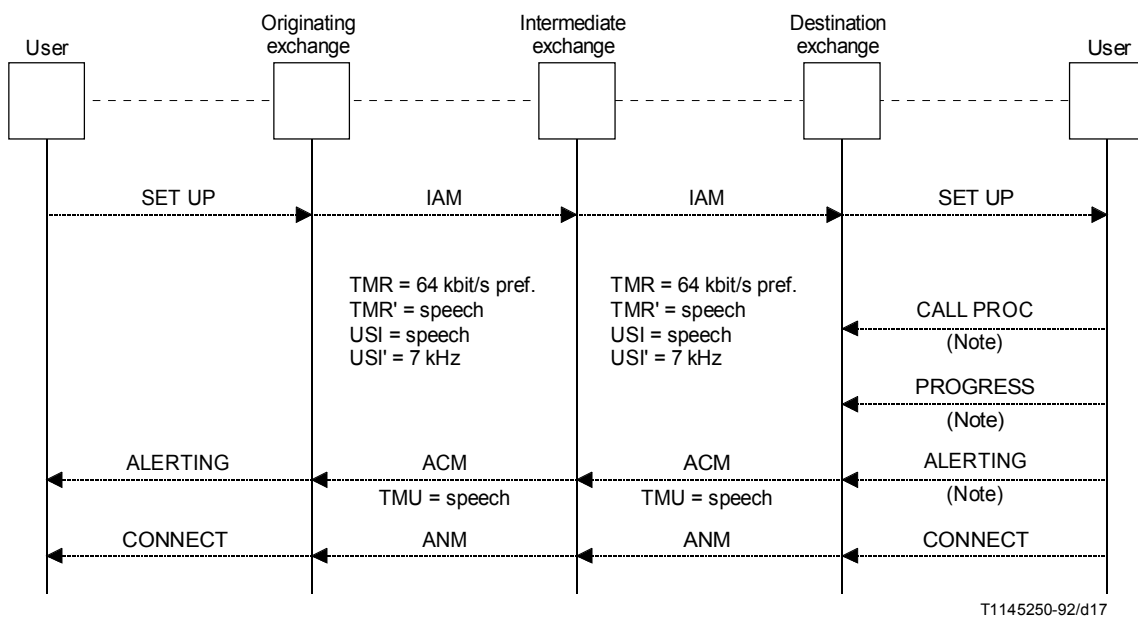 User
Originating
exchange
Intermediate
exchange
Destination
exchange
User
SET UP
IAM
IAM
SET UP
TMR = 64 kbit/s pref.
TMR' = speech
USI = speech
USI' = 7 kHz
TMR = 64 kbit/s pref.
TMR' = speech
USI = speech
USI' = 7 kHz
CALL PROC
(Note)
PROGRESS
(Note)
ALERTING
ACM
TMU = speech
ACM
TMU = speech
ALERTING
(Note)
CONNECT
ANM
ANM
CONNECT
T1145250-92/d17